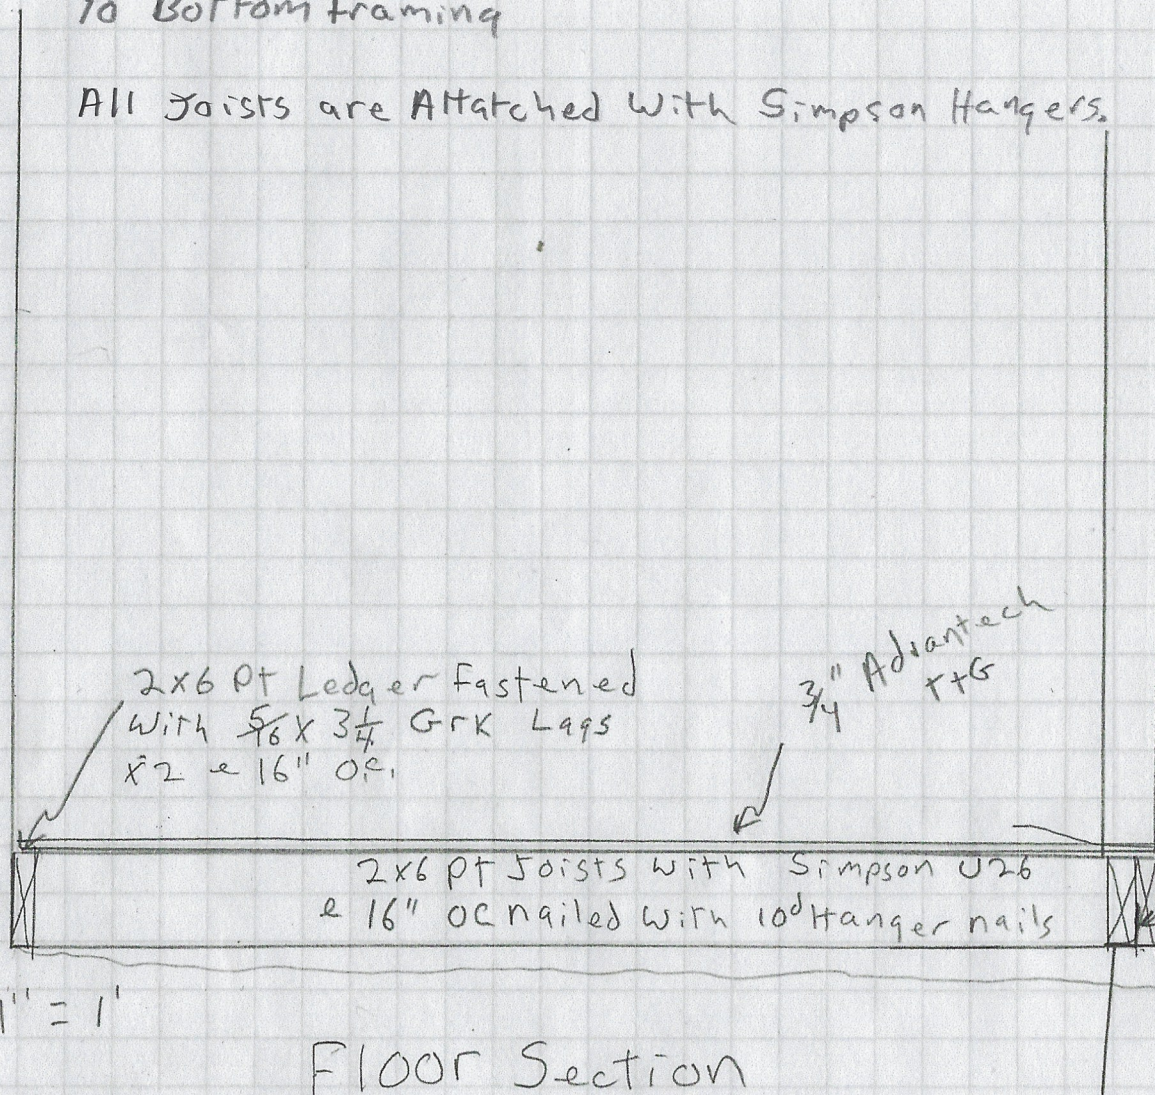 To Bottom framing
All Joists are Attatched with Simpson Hangers.
2x6 Pt Ledger Fastened
with 5/16 x 3 1/4 Grk Lags
x2 e 16" O.C.
3/4" Advantech
T+G
2x6 pt Joists with Simpson U26
e 16" OC nailed with 10d Hanger nails
1" = 1'
Floor Section